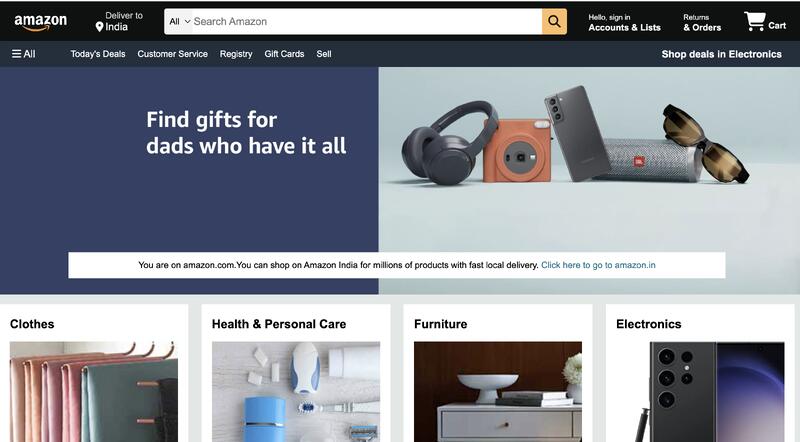 amazon
Deliver to
India
All
Search Amazon
Hello, sign in
Accounts & Lists
Returns
& Orders
Cart
All
Today's Deals
Customer Service
Registry
Gift Cards
Sell
Shop deals in Electronics
Find gifts for
dads who have it all
JBL
You are on amazon.com.You can shop on Amazon India for millions of products with fast local delivery. Click here to go to amazon.in
Clothes
Health & Personal Care
Furniture
Electronics